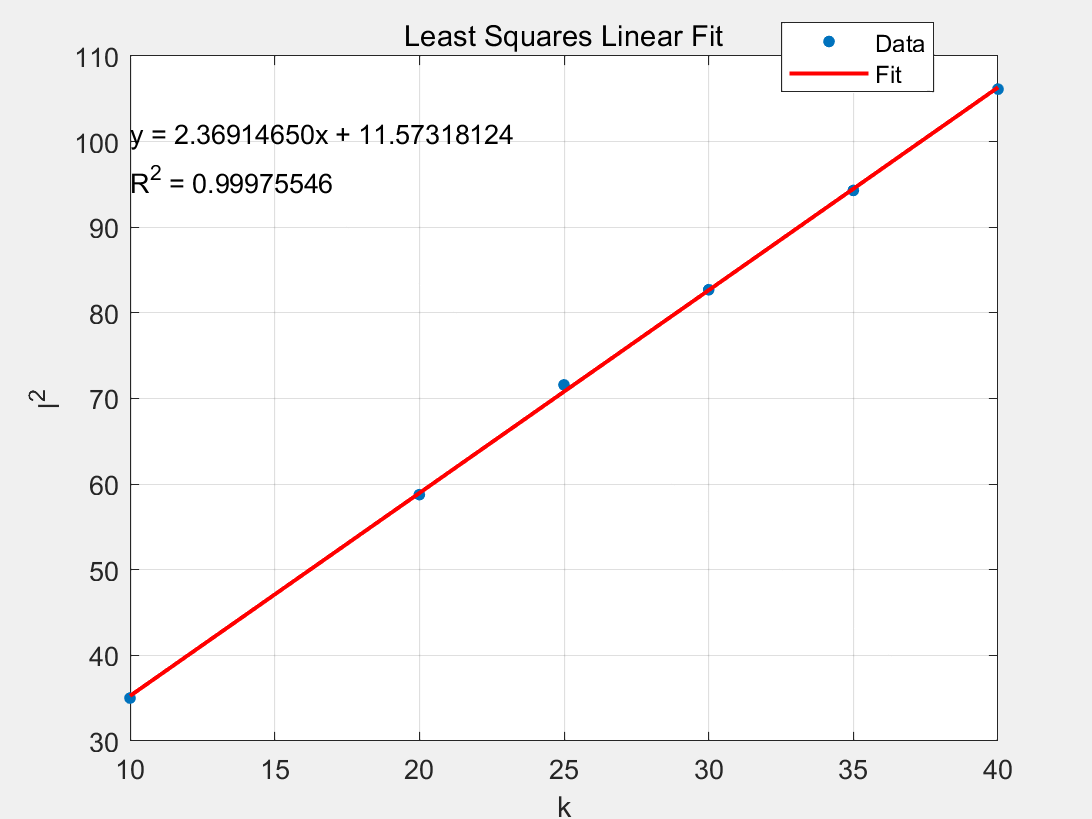 Least Squares Linear Fit
Data
Fit
y = 2.36914650x + 11.57318124
R² = 0.99975546
110
100
90
80
70
60
50
40
30
l²
10 15 20 25 30 35 40
k